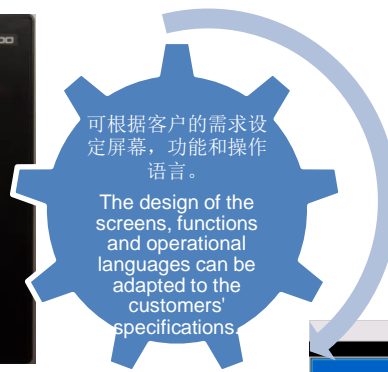 可根据客户的需求设
定屏幕，功能和操作
语言。
The design of the
screens, functions
and operational
languages can be
adapted to the
customers'
specifications.